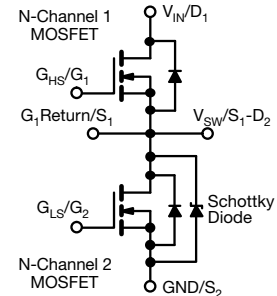 N-Channel 1
MOSFET
V_IN/D_1
G_HS/G_1
G_1Return/S_1
V_SW/S_1-D_2
G_LS/G_2
Schottky
Diode
N-Channel 2
MOSFET
GND/S_2